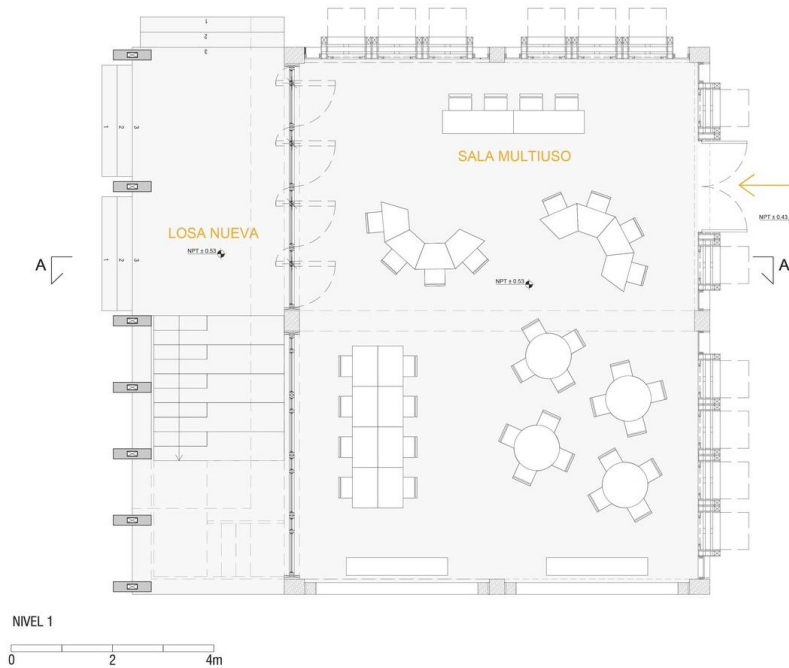 1
2
3
1
2
3
1
2
3
SALA MULTIUSO
LOSA NUEVA
NPT ± 0.53
NPT ± 0.43
NPT ± 0.53
A
A
NIVEL 1
0 2 4m